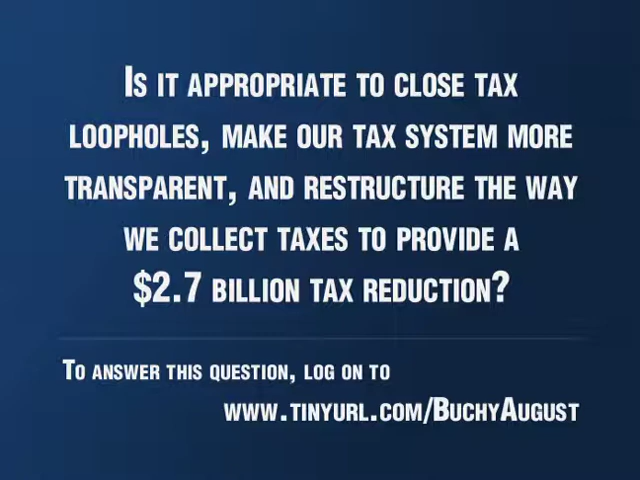 Is it appropriate to close tax
loopholes, make our tax system more
transparent, and restructure the way
we collect taxes to provide a
$2.7 billion tax reduction?
To answer this question, log on to
www.tinyurl.com/BuchyAugust